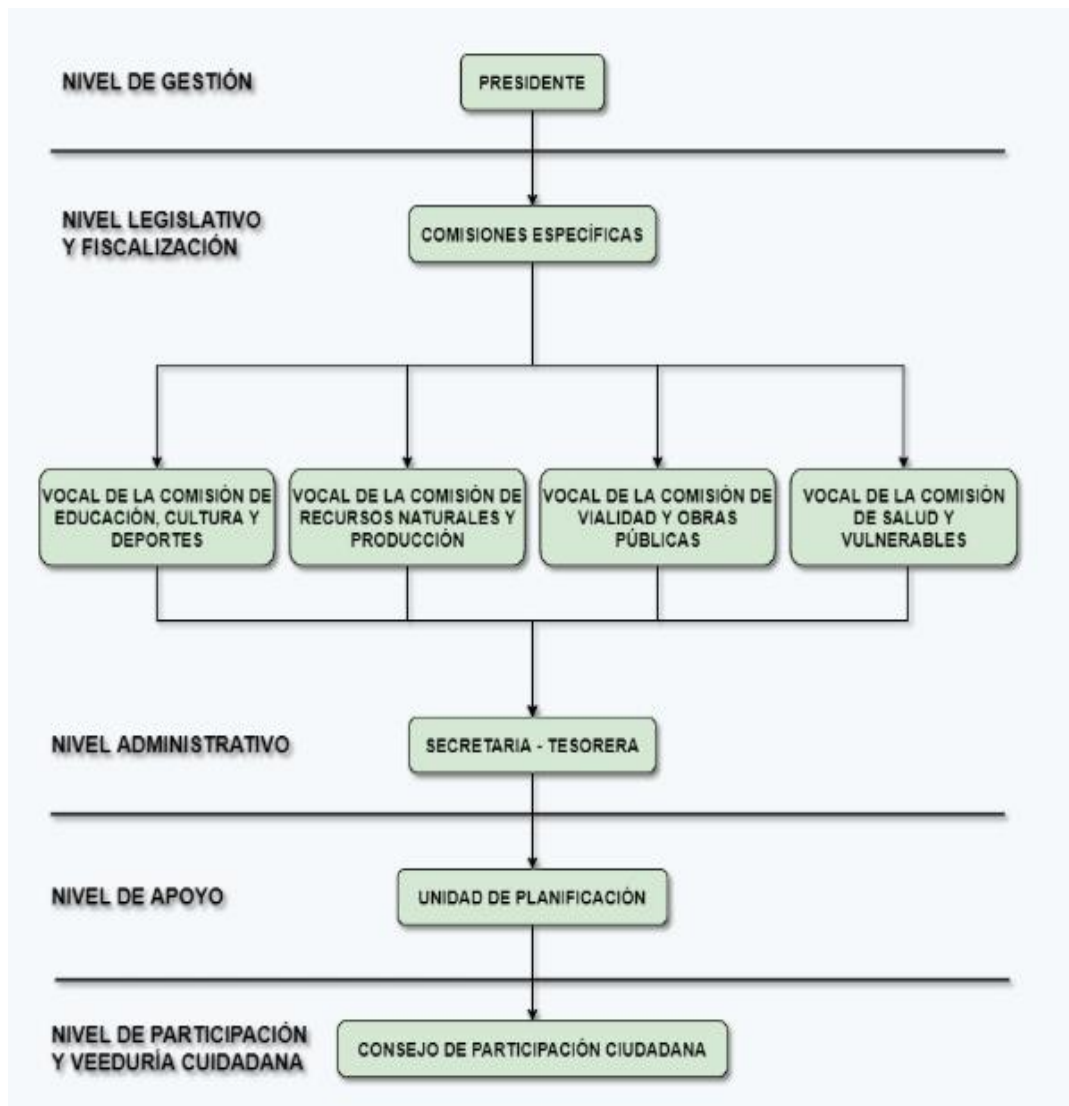 NIVEL DE GESTIÓN
PRESIDENTE
NIVEL LEGISLATIVO
Y FISCALIZACIÓN
COMISIONES ESPECÍFICAS
VOCAL DE LA COMISIÓN DE
EDUCACIÓN, CULTURA Y
DEPORTES
VOCAL DE LA COMISIÓN DE
RECURSOS NATURALES Y
PRODUCCIÓN
VOCAL DE LA COMISIÓN DE
VIALIDAD Y OBRAS
PÚBLICAS
VOCAL DE LA COMISIÓN
DE SALUD Y
VULNERABLES
NIVEL ADMINISTRATIVO
SECRETARIA - TESORERA
NIVEL DE APOYO
UNIDAD DE PLANIFICACIÓN
NIVEL DE PARTICIPACIÓN
Y VEEDURÍA CUIDADANA
CONSEJO DE PARTICIPACIÓN CIUDADANA